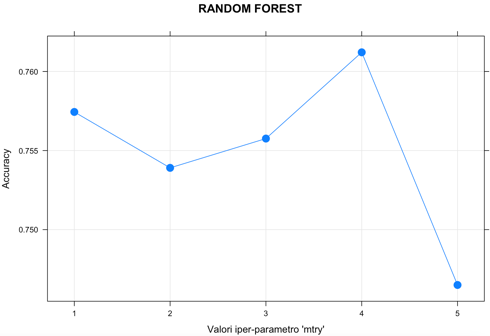 RANDOM FOREST
0.760
0.755
0.750
Accuracy
1 2 3 4 5
Valori iper-parametro 'mtry'